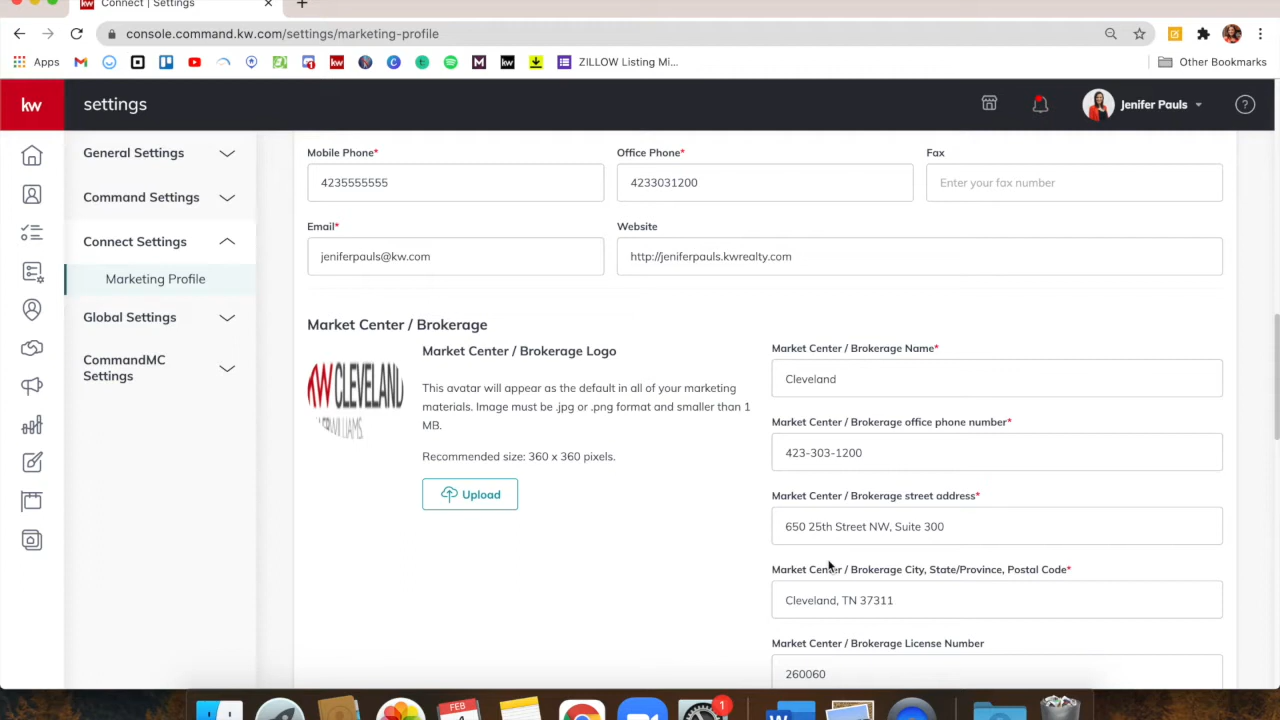 Connect | Settings
console.command.kw.com/settings/marketing-profile
Apps
kw
kw
ZILLOW Listing Mi...
Other Bookmarks
kw
settings
Jenifer Pauls
General Settings
Command Settings
Connect Settings
Marketing Profile
Global Settings
CommandMC
Settings
Mobile Phone*
Office Phone*
Fax
4235555555
4233031200
Enter your fax number
Email*
Website
jeniferpauls@kw.com
http://jeniferpauls.kwrealty.com
Market Center / Brokerage
KW CLEVELAND
Market Center / Brokerage Logo
This avatar will appear as the default in all of your marketing
materials. Image must be .jpg or .png format and smaller than 1
MB.
Recommended size: 360 x 360 pixels.
Upload
Market Center / Brokerage Name*
Cleveland
Market Center / Brokerage office phone number*
423-303-1200
Market Center / Brokerage street address*
650 25th Street NW, Suite 300
Market Center / Brokerage City, State/Province, Postal Code*
Cleveland, TN 37311
Market Center / Brokerage License Number
260060
FEB
1